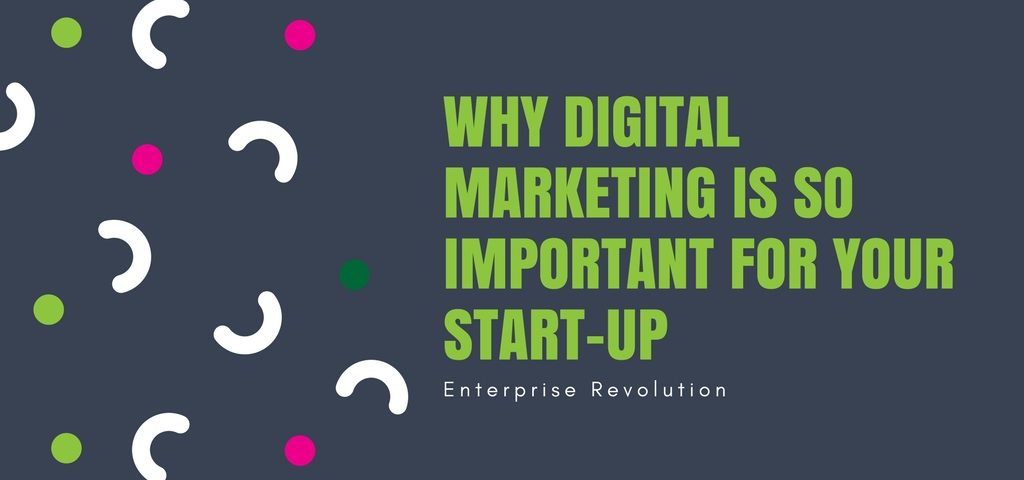 WHY DIGITAL
MARKETING IS SO
IMPORTANT FOR YOUR
START-UP
Enterprise Revolution